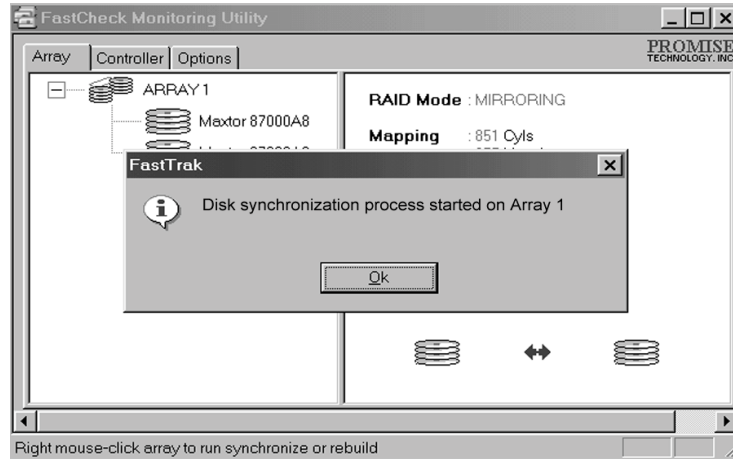 FastCheck Monitoring Utility
Array
Controller
Options
PROMISE
TECHNOLOGY, INC
ARRAY 1
Maxtor 87000A8
RAID Mode : MIRRORING
Mapping : 851 Cyls
FastTrak
Disk synchronization process started on Array 1
Ok
Right mouse-click array to run synchronize or rebuild